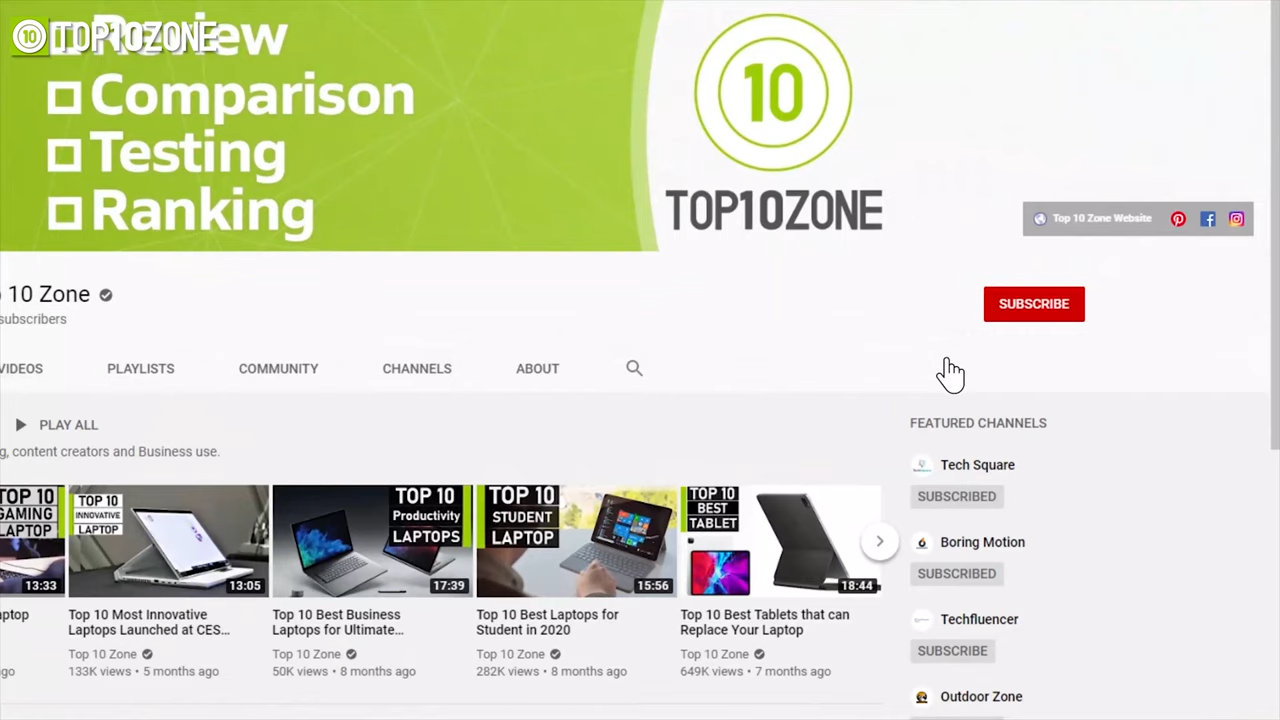 10 TOP10ZONE
Review
Comparison
Testing
Ranking
10
TOP10ZONE
Top 10 Zone Website
10 Zone
subscribers
SUBSCRIBE
VIDEOS
PLAYLISTS
COMMUNITY
CHANNELS
ABOUT
PLAY ALL
g, content creators and Business use.
FEATURED CHANNELS
Tech Square
SUBSCRIBED
Boring Motion
SUBSCRIBED
Techfluencer
SUBSCRIBE
Outdoor Zone
TOP 10
GAMING
LAPTOP
13:33
TOP 10
INNOVATIVE
LAPTOP
13:05
Top 10 Most Innovative
Laptops Launched at CES...
Top 10 Zone
133K views • 5 months ago
TOP 10
Productivity
LAPTOPS
17:39
Top 10 Best Business
Laptops for Ultimate...
Top 10 Zone
50K views • 8 months ago
TOP 10
STUDENT
LAPTOP
15:56
Top 10 Best Laptops for
Student in 2020
Top 10 Zone
282K views • 8 months ago
TOP 10
BEST
TABLET
18:44
Top 10 Best Tablets that can
Replace Your Laptop
Top 10 Zone
649K views • 7 months ago